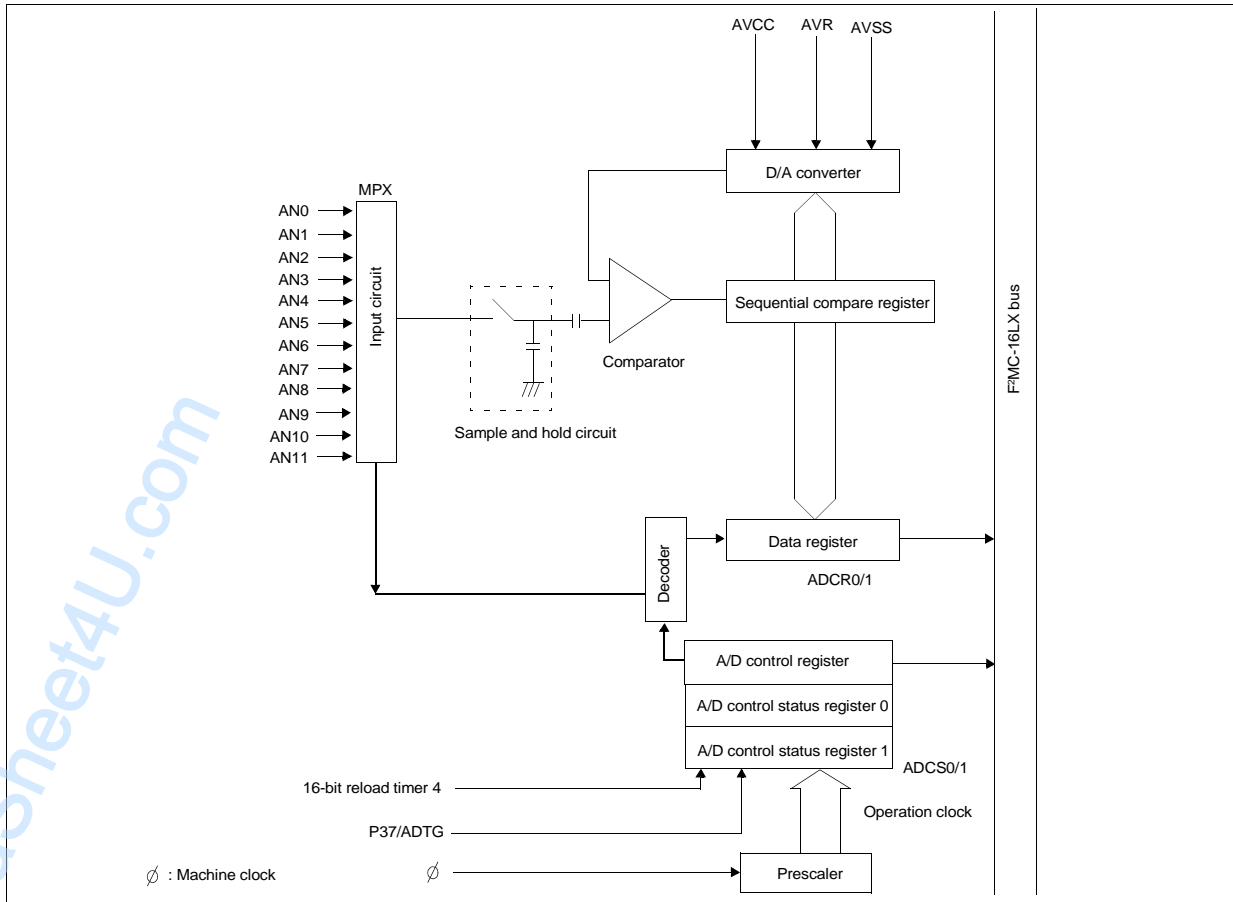 AVCC AVR AVSS
D/A converter
MPX
AN0
AN1
AN2
AN3
AN4
AN5
AN6
AN7
AN8
AN9
AN10
AN11
Input circuit
Sequential compare register
Comparator
Sample and hold circuit
F²MC-16LX bus
Decoder
Data register
ADCR0/1
A/D control register
A/D control status register 0
A/D control status register 1
ADCS0/1
16-bit reload timer 4
Operation clock
P37/ADTG
∅ : Machine clock
∅
Prescaler